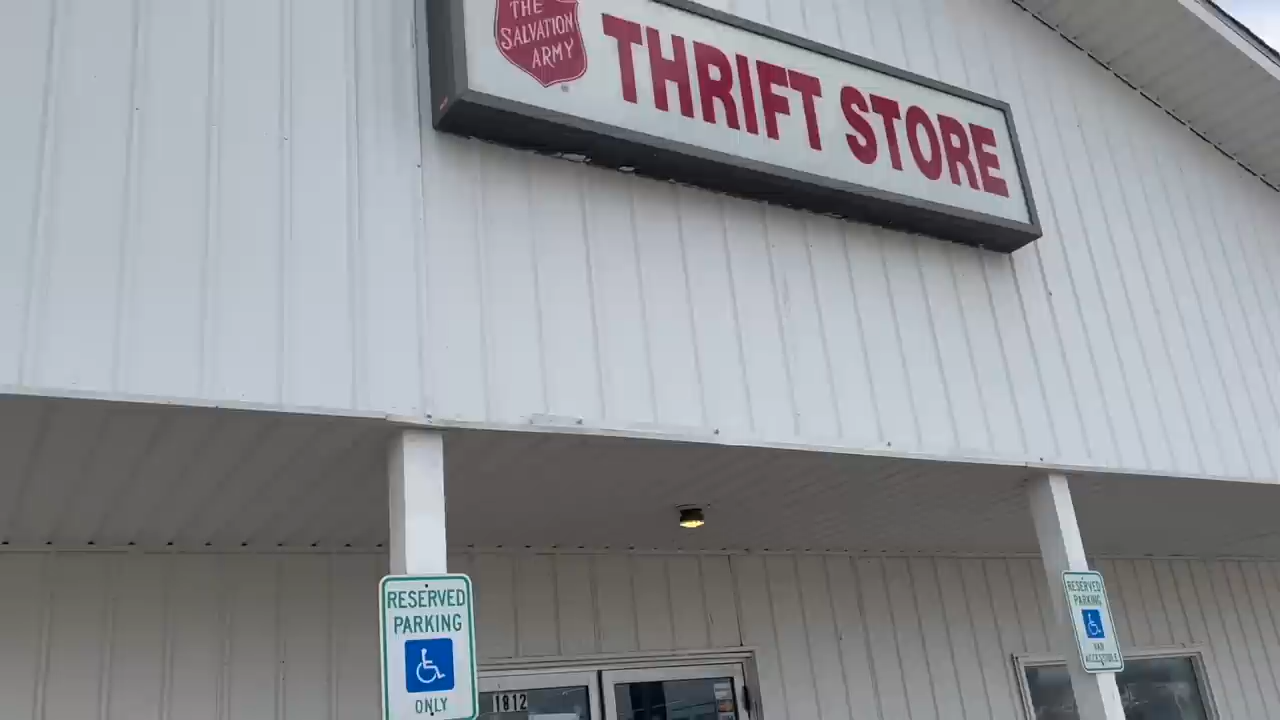 THE
SALVATION
ARMY
THRIFT STORE
RESERVED
PARKING
ONLY
RESERVED
PARKING
VAN
ACCESSIBLE
1812